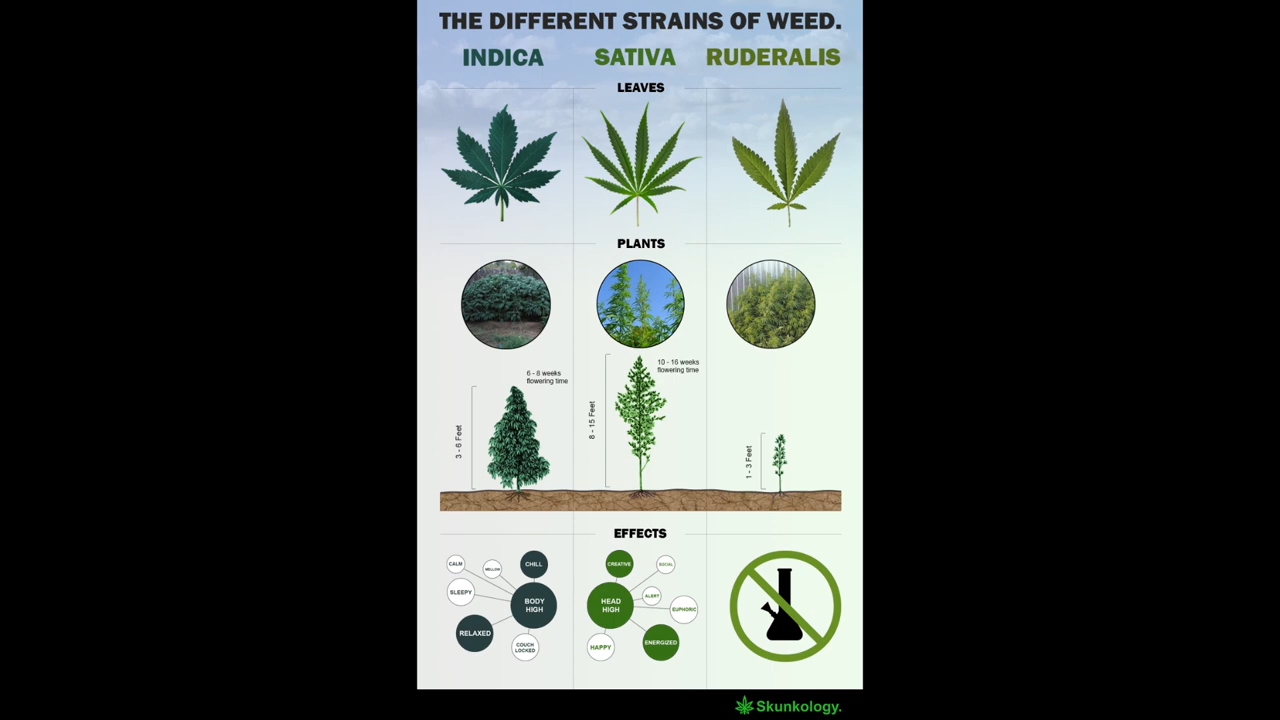 THE DIFFERENT STRAINS OF WEED.
INDICA SATIVA RUDERALIS
LEAVES
PLANTS
6 - 8 weeks
flowering time
3 - 6 Feet
10 - 16 weeks
flowering time
8 - 15 Feet
1 - 3 Feet
EFFECTS
CALM
MELLOW
CHILL
SLEEPY
BODY
HIGH
RELAXED
COUCH
LOCKED
CREATIVE
SOCIAL
ALERT
HEAD
HIGH
EUPHORIC
HAPPY
ENERGIZED
Skunkology.